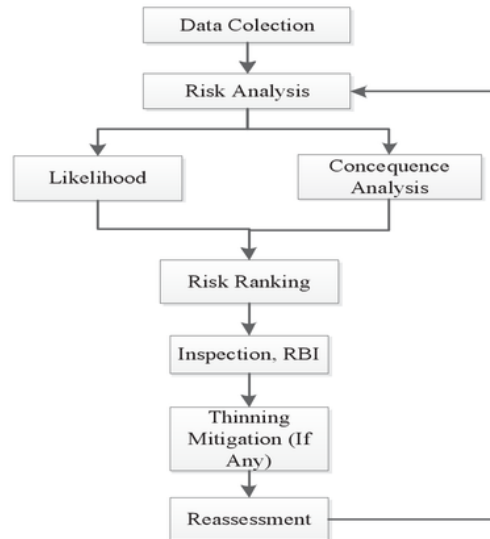 Data Colection
Risk Analysis
Likelihood
Concequence
Analysis
Risk Ranking
Inspection, RBI
Thinning
Mitigation (If
Any)
Reassessment